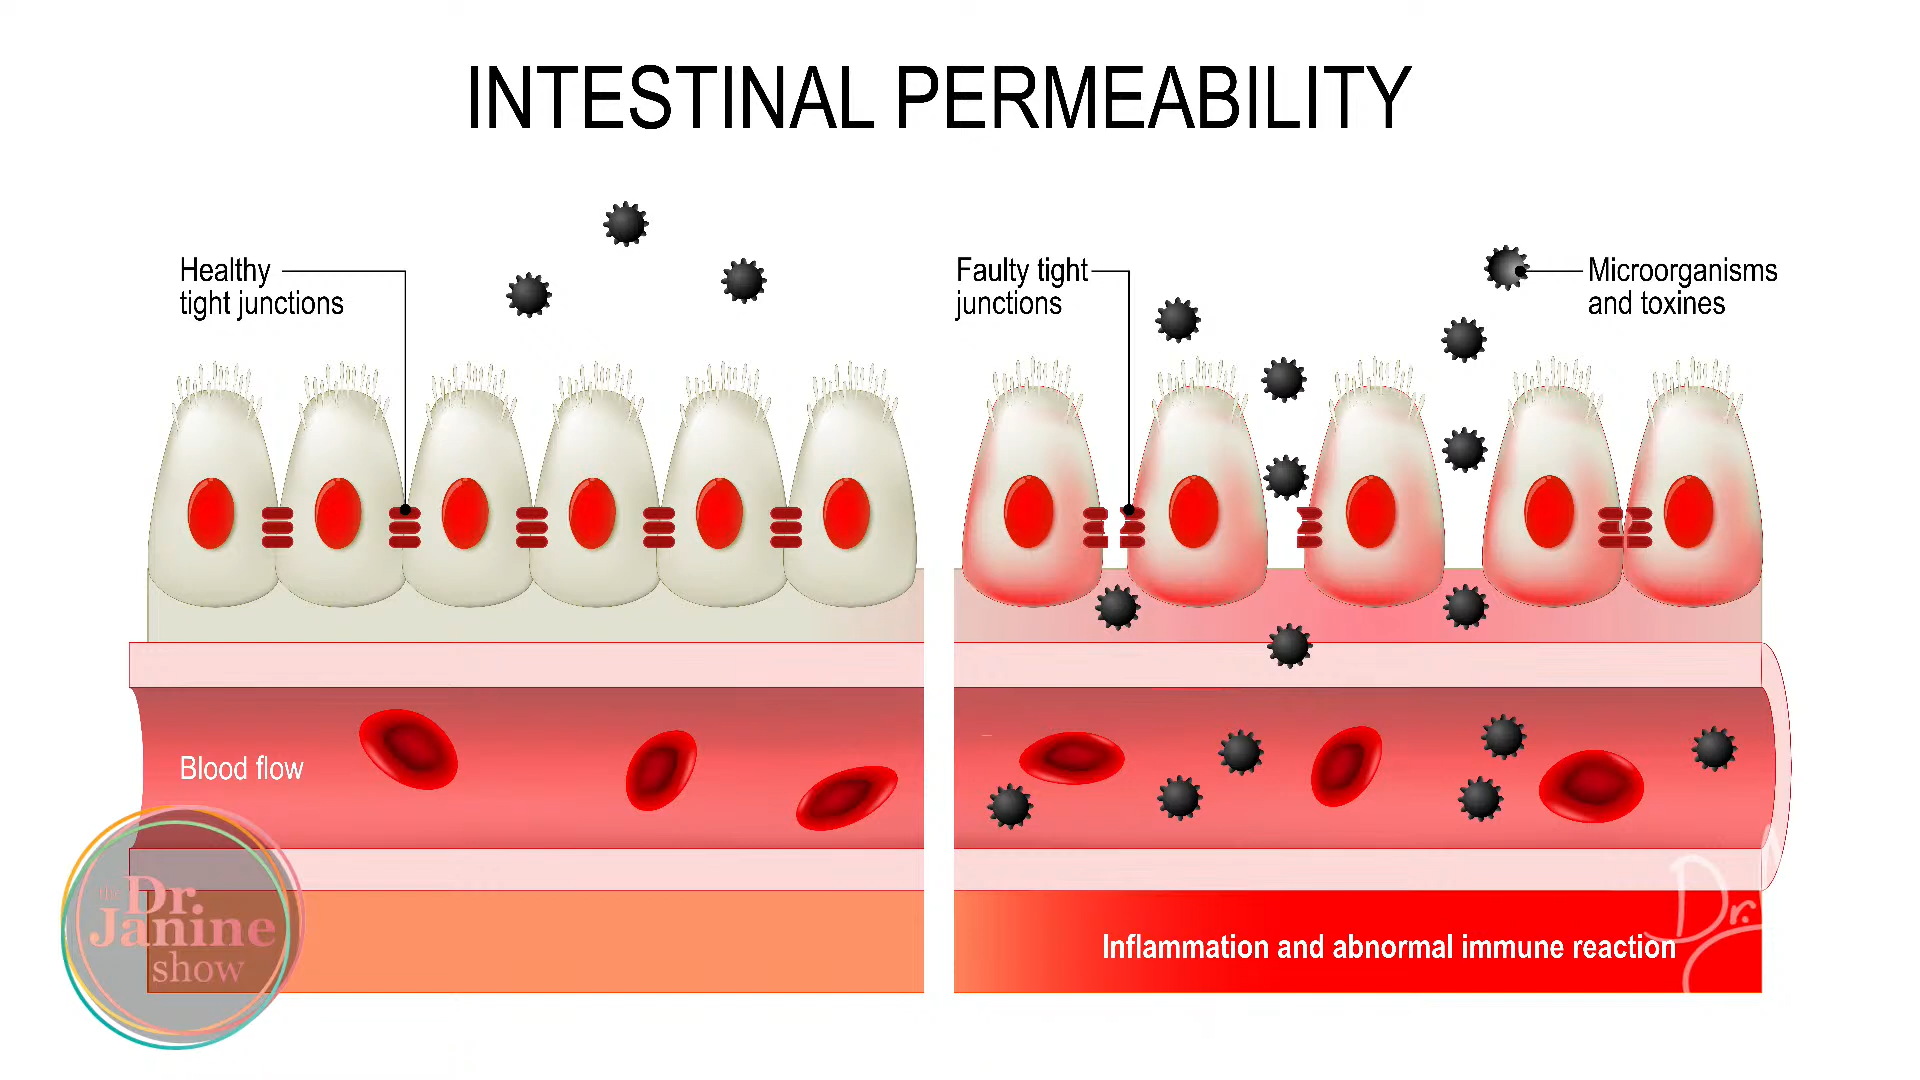 INTESTINAL PERMEABILITY
Healthy
tight junctions
Faulty tight
junctions
Microorganisms
and toxines
Blood flow
Inflammation and abnormal immune reaction
the
Dr.
Janine
show
Dr.